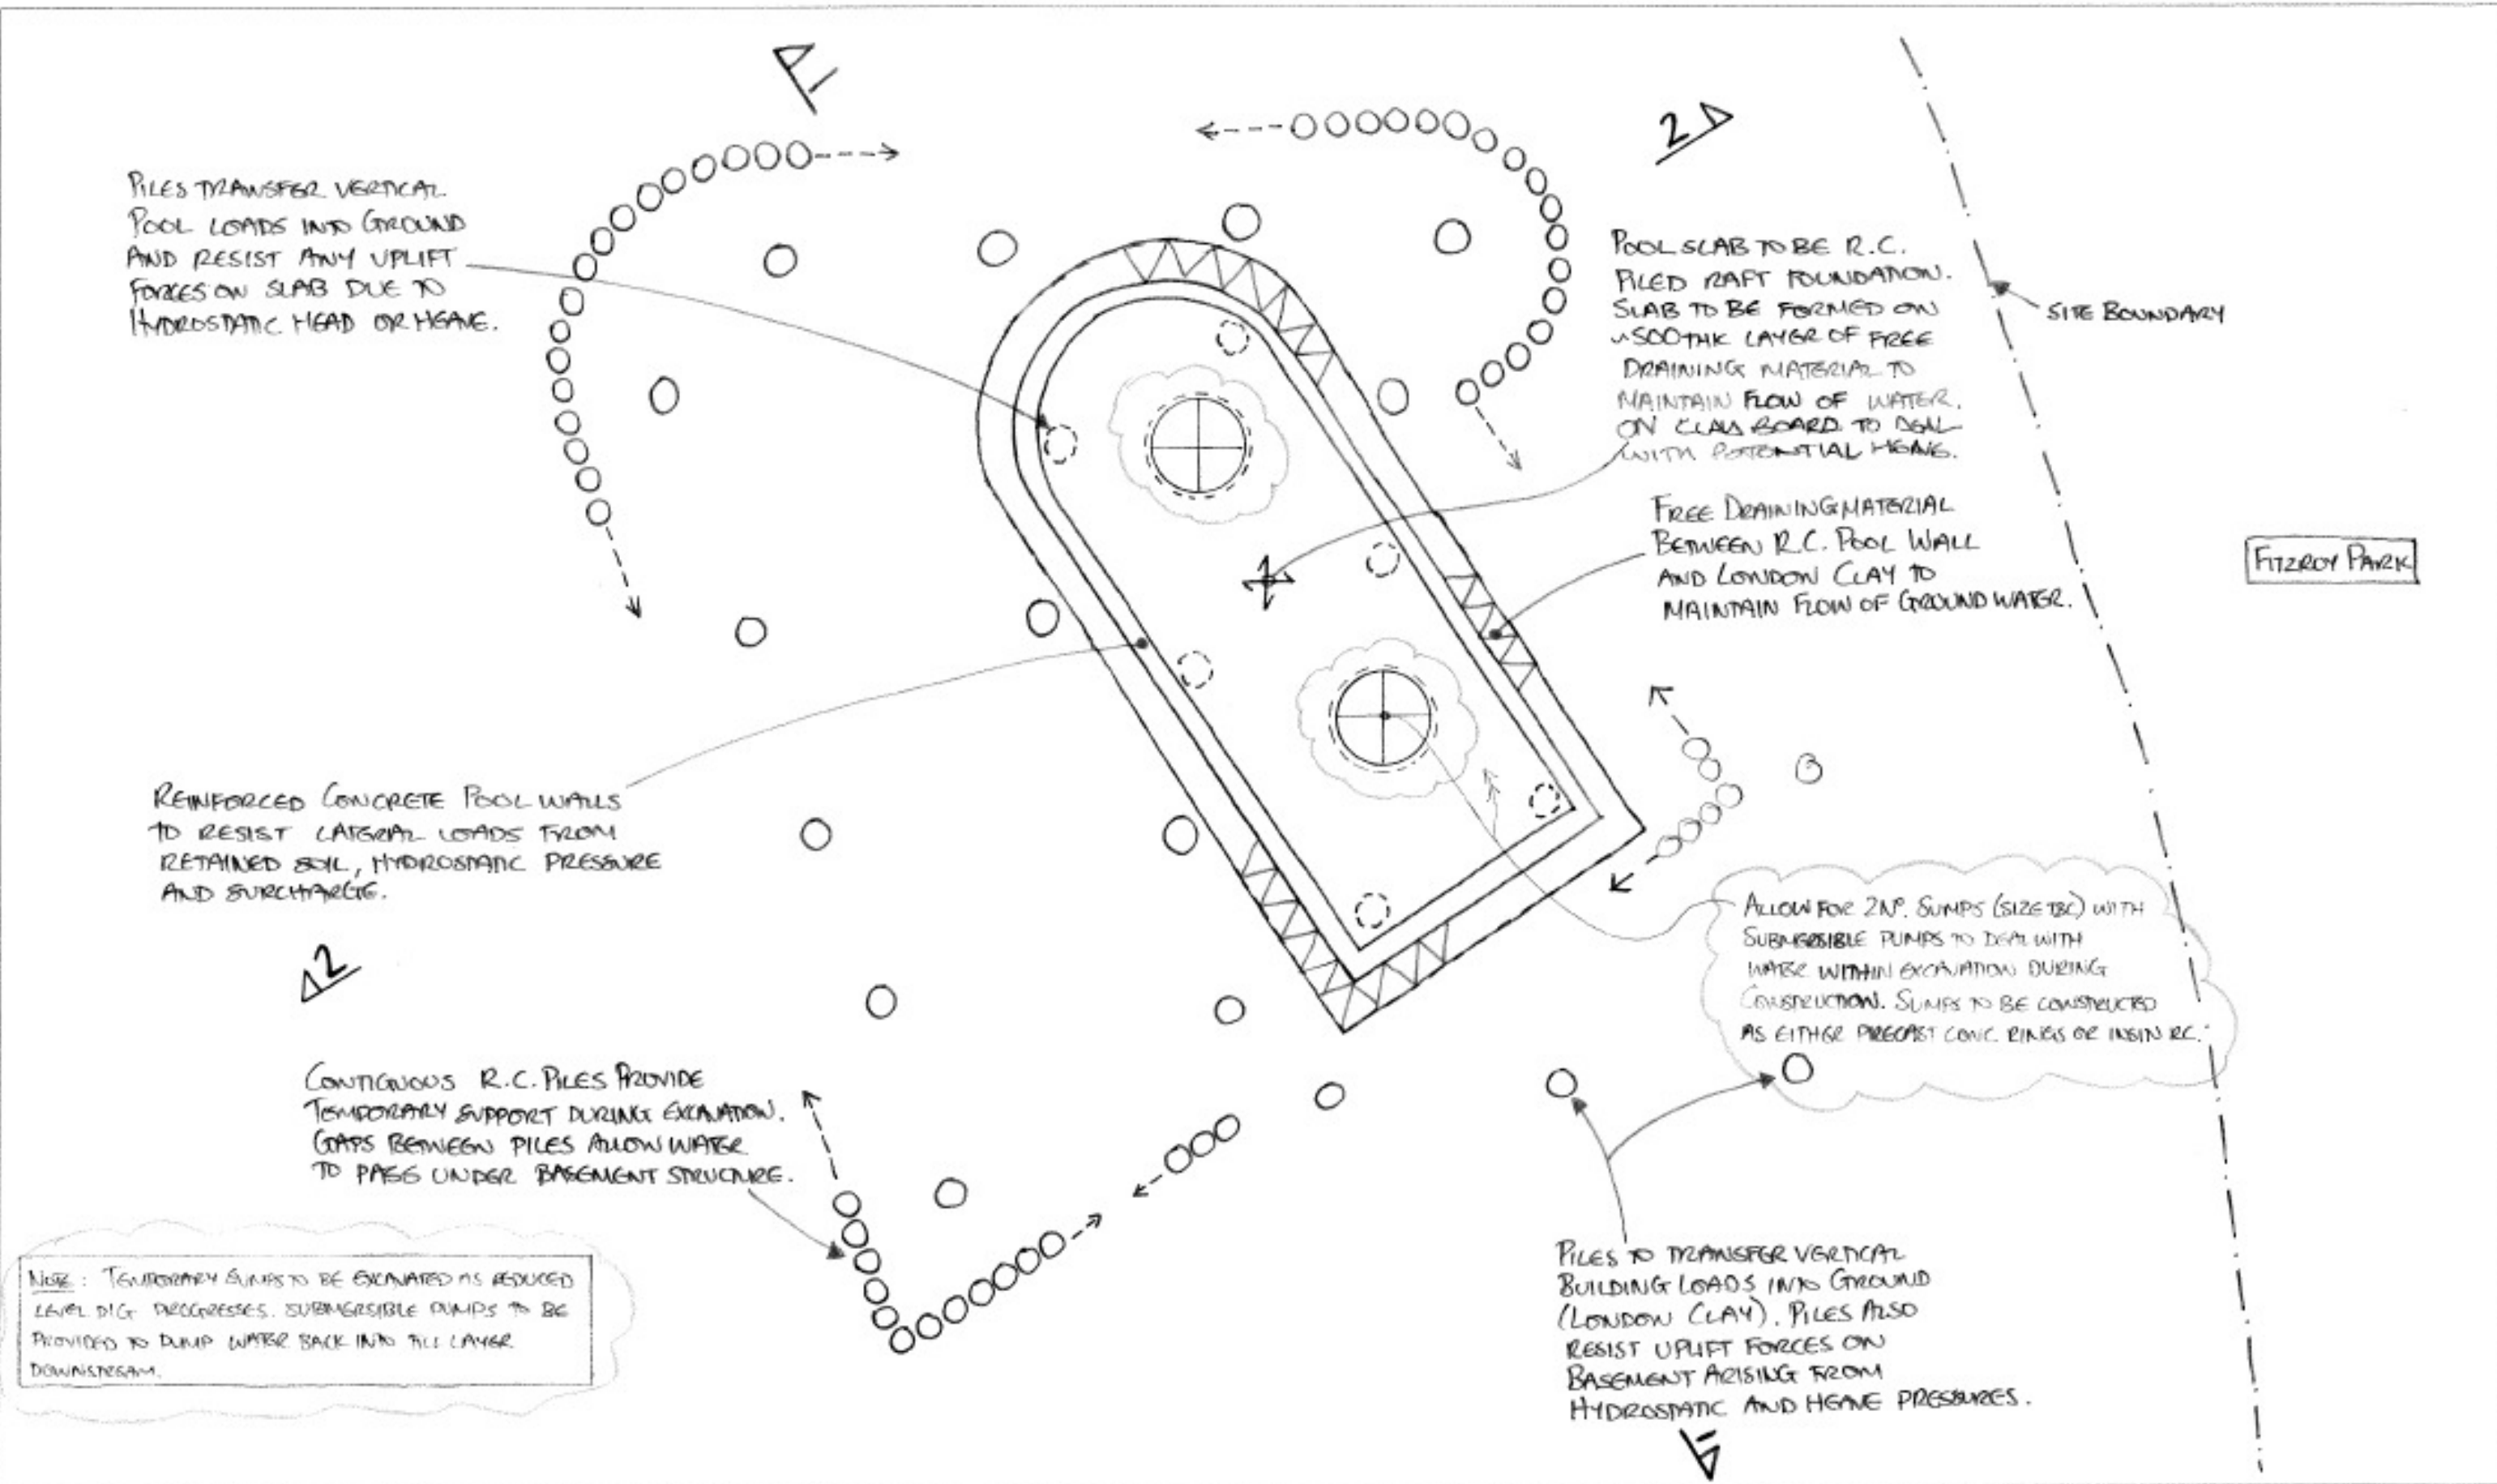 PILES TRANSFER VERTICAL
POOL LOADS INTO GROUND
AND RESIST ANY UPLIFT
FORCES ON SLAB DUE TO
HYDROSTATIC HEAD OR HEAVE.
2
POOL SLAB TO BE R.C.
PILED RAFT FOUNDATION.
SLAB TO BE FORMED ON
~500THK LAYER OF FREE
DRAINING MATERIAL TO
MAINTAIN FLOW OF WATER.
ON CLAY BOARD TO DEAL
WITH POTENTIAL HEAVE.
SITE BOUNDARY
FREE DRAINING MATERIAL
BETWEEN R.C. POOL WALL
AND LONDON CLAY TO
MAINTAIN FLOW OF GROUND WATER.
FITZROY PARK
REINFORCED CONCRETE POOL WALLS
TO RESIST LATERIAL LOADS FROM
RETAINED SOIL, HYDROSTATIC PRESSURE
AND SURCHARGE.
2
ALLOW FOR 2Nº. SUMPS (SIZE TBC) WITH
SUBMERSIBLE PUMPS TO DEAL WITH
WATER WITHIN EXCAVATION DURING
CONSTRUCTION. SUMPS TO BE CONSTRUCTED
AS EITHER PRECAST CONC. RINGS OR INSITU RC.
CONTIGUOUS R.C. PILES PROVIDE
TEMPORARY SUPPORT DURING EXCAVATION.
GAPS BETWEEN PILES ALLOW WATER
TO PASS UNDER BASEMENT STRUCTURE.
NOTE: TEMPORARY SUMPS TO BE EXCAVATED AS REDUCED
LEVEL DIG PROGRESSES. SUBMERSIBLE PUMPS TO BE
PROVIDED TO DUMP WATER BACK INTO FILL LAYER
DOWNSTREAM.
PILES TO TRANSFER VERTICAL
BUILDING LOADS INTO GROUND
(LONDON CLAY). PILES ALSO
RESIST UPLIFT FORCES ON
BASEMENT ARISING FROM
HYDROSTATIC AND HEAVE PRESSURES.